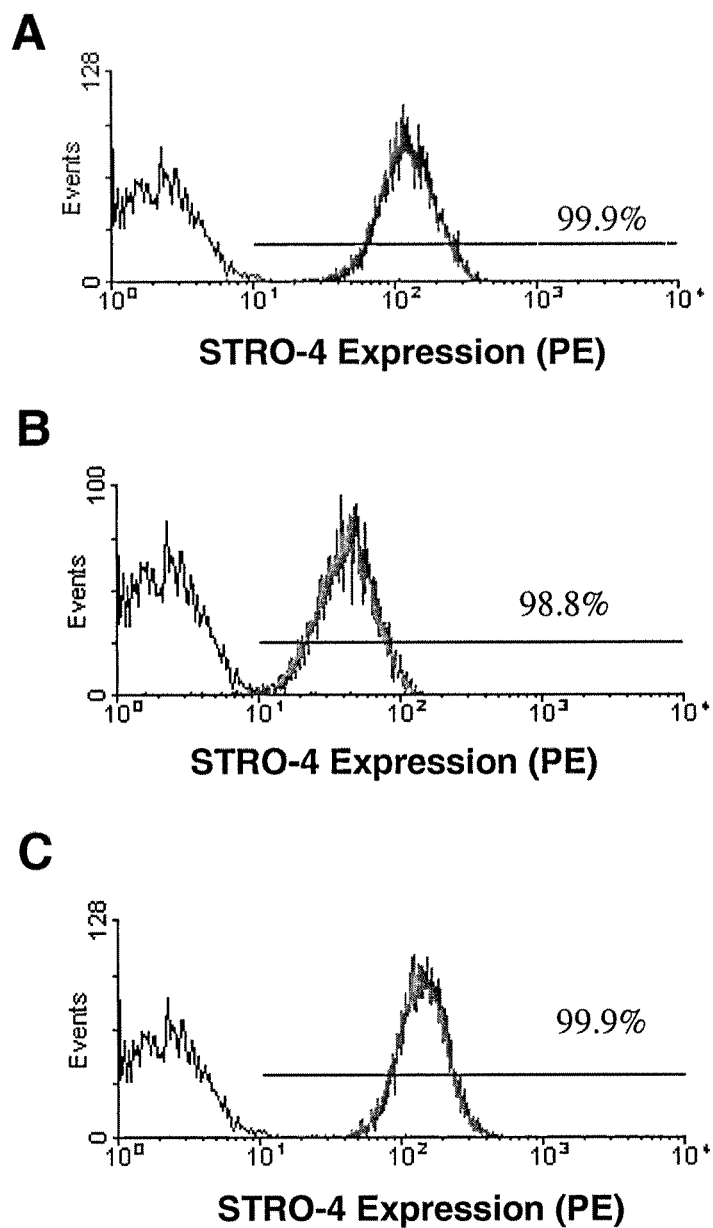 A
128
Events
99.9%
0
10⁰ 10¹ 10² 10³ 10⁴
STRO-4 Expression (PE)
B
100
Events
98.8%
0
10⁰ 10¹ 10² 10³ 10⁴
STRO-4 Expression (PE)
C
128
Events
99.9%
0
10⁰ 10¹ 10² 10³ 10⁴
STRO-4 Expression (PE)